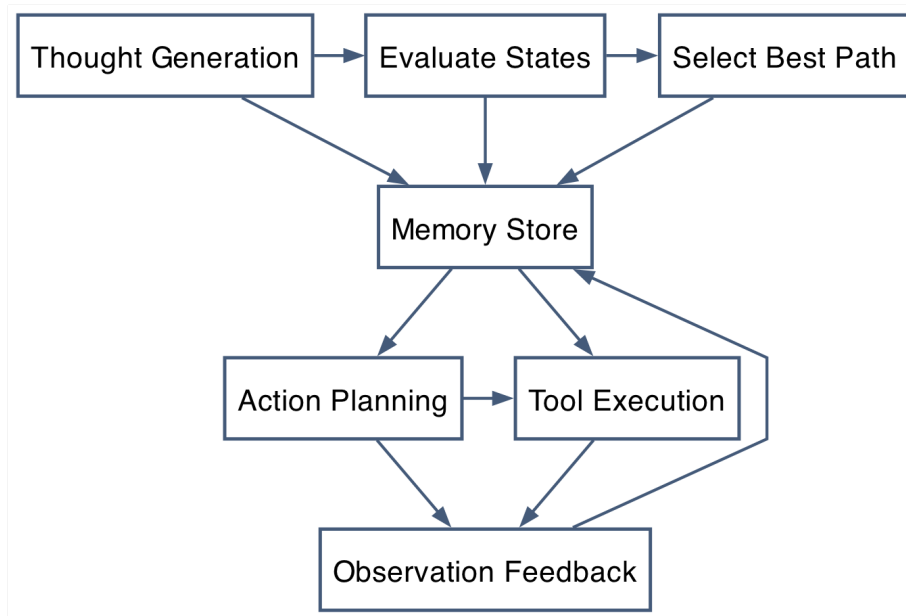 Thought Generation
Evaluate States
Select Best Path
Memory Store
Action Planning
Tool Execution
Observation Feedback